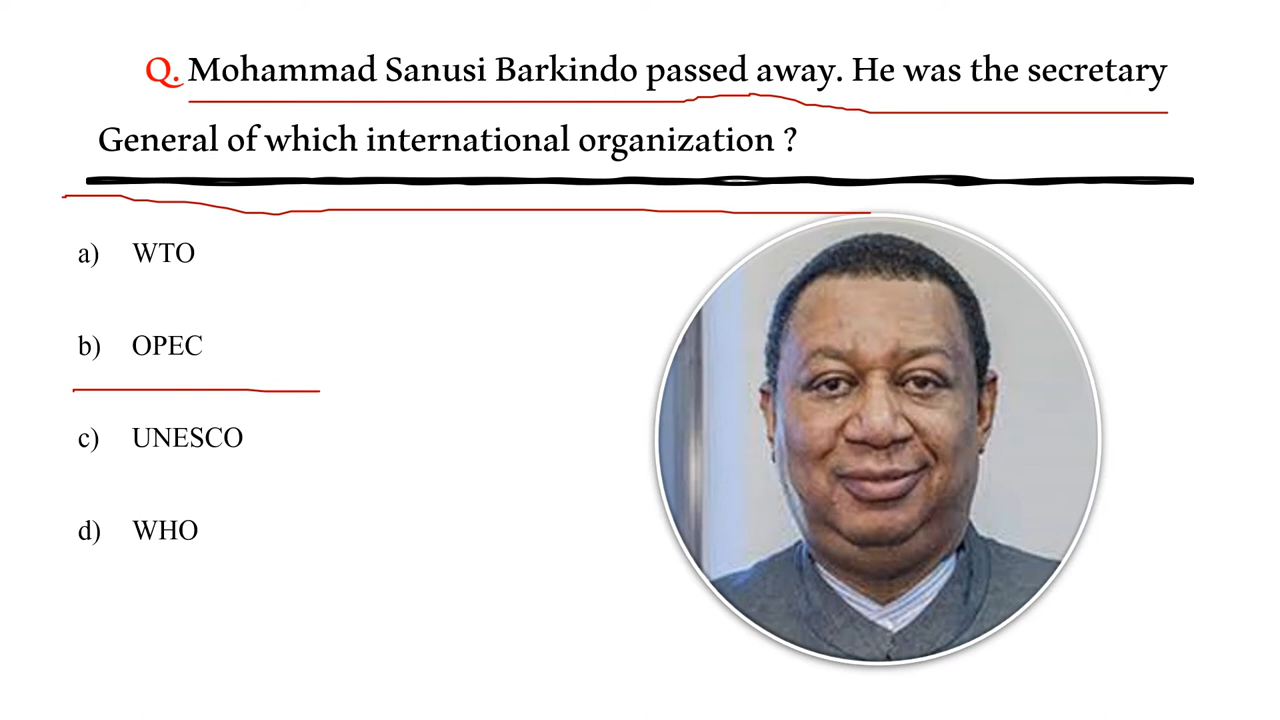 Q. Mohammad Sanusi Barkindo passed away. He was the secretary
General of which international organization ?
a) WTO
b) OPEC
c) UNESCO
d) WHO